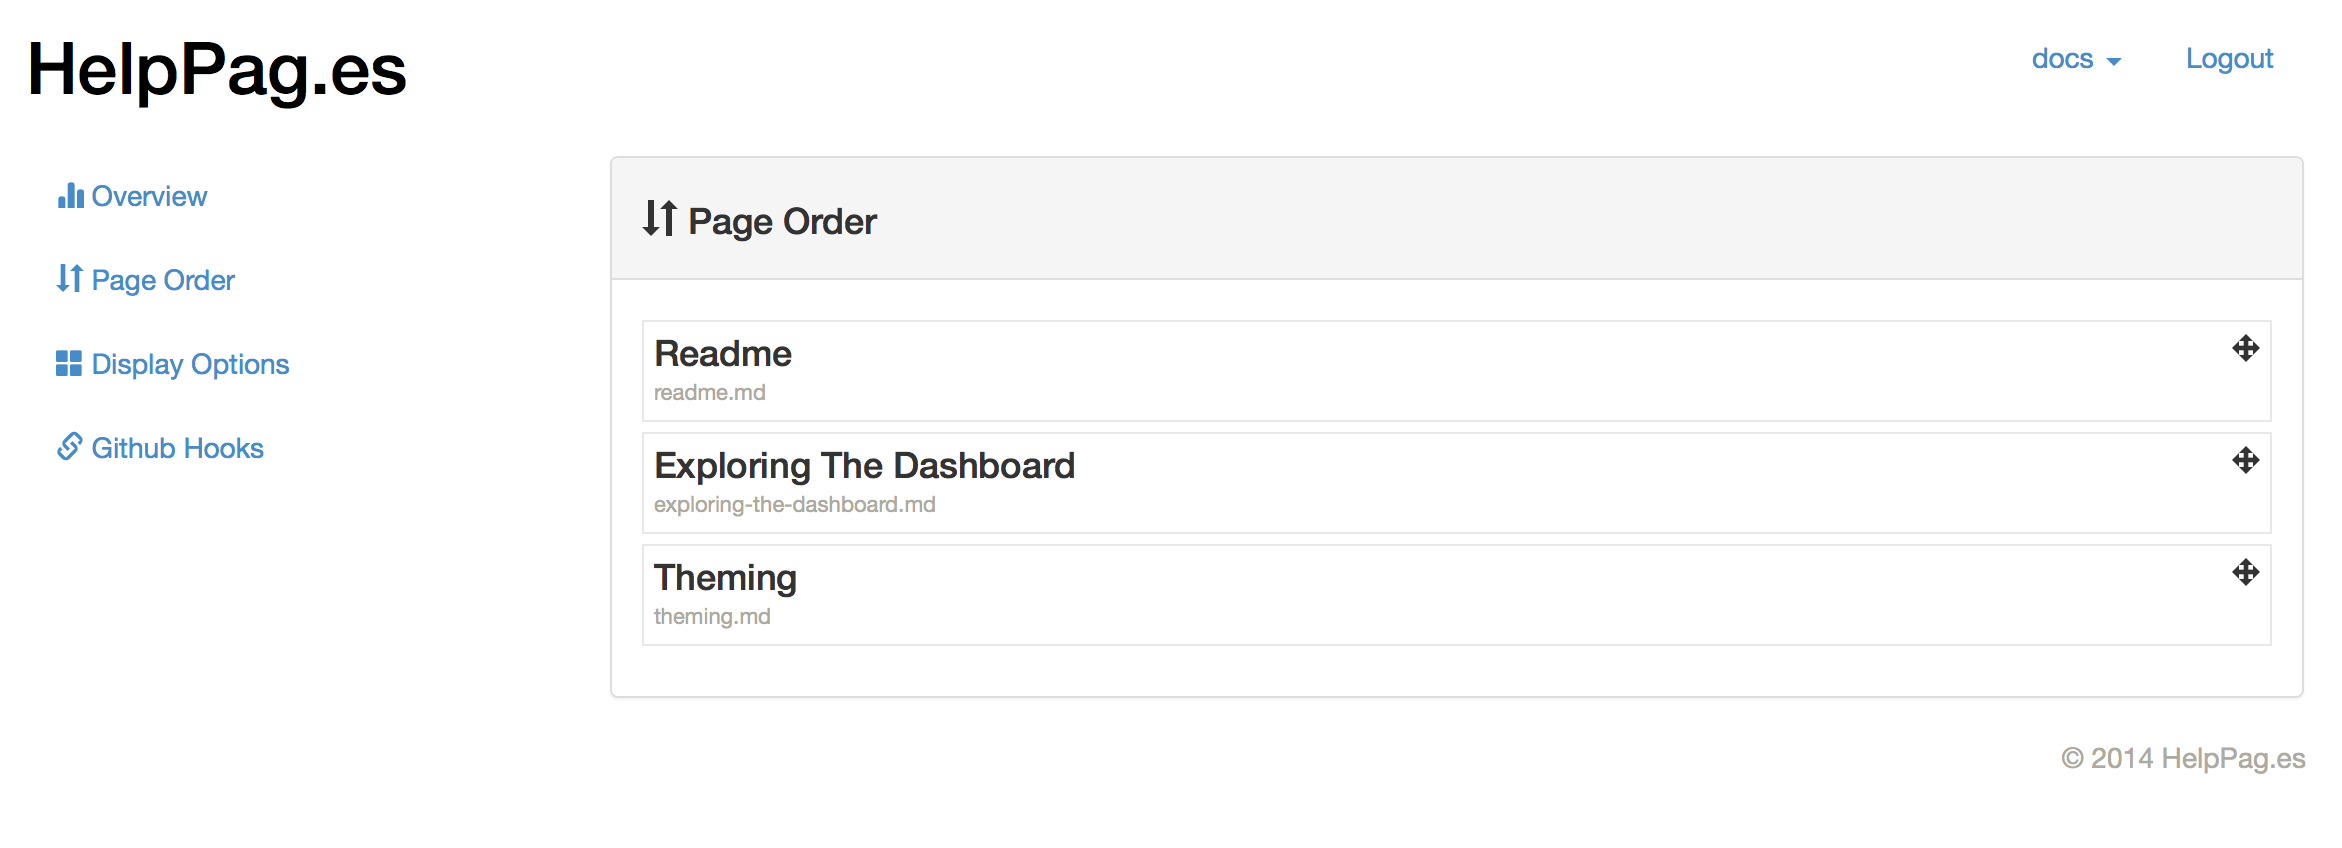 HelpPag.es
docs
Logout
Overview
Page Order
Display Options
Github Hooks
Page Order
Readme
readme.md
Exploring The Dashboard
exploring-the-dashboard.md
Theming
theming.md
© 2014 HelpPag.es